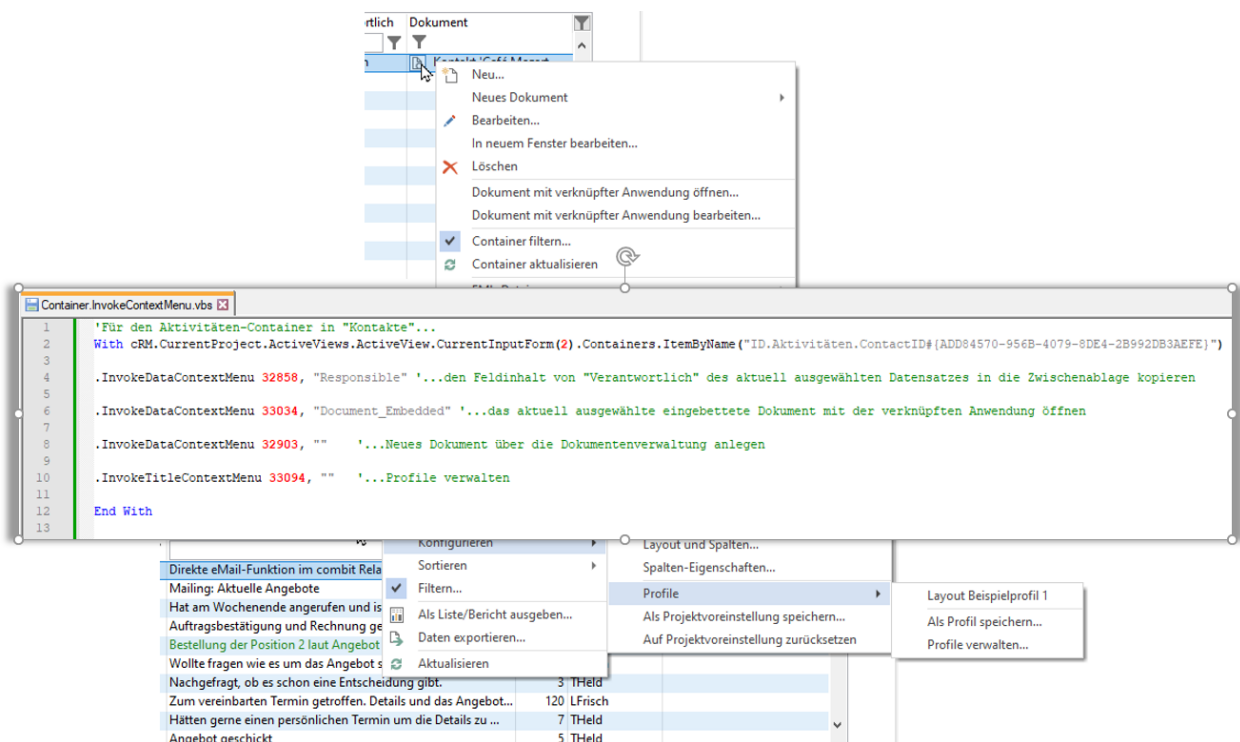 rtlich Dokument
Neu...
Neues Dokument
Bearbeiten...
In neuem Fenster bearbeiten...
Löschen
Dokument mit verknüpfter Anwendung öffnen...
Dokument mit verknüpfter Anwendung bearbeiten...
Container filtern...
Container aktualisieren
Container.InvokeContextMenu.vbs
1 'Für den Aktivitäten-Container in "Kontakte"...
2 With cRM.CurrentProject.ActiveViews.ActiveView.CurrentInputForm(2).Containers.ItemByName("ID.Aktivitäten.ContactID#{ADD84570-956B-4079-8DE4-2B992DB3AEFE}")
3
4 .InvokeDataContextMenu 32858, "Responsible" '...den Feldinhalt von "Verantwortlich" des aktuell ausgewählten Datensatzes in die Zwischenablage kopieren
5
6 .InvokeDataContextMenu 33034, "Document_Embedded" '...das aktuell ausgewählte eingebettete Dokument mit der verknüpften Anwendung öffnen
7
8 .InvokeDataContextMenu 32903, "" '...Neues Dokument über die Dokumentenverwaltung anlegen
9
10 .InvokeTitleContextMenu 33094, "" '...Profile verwalten
11
12 End With
13
Konfigurieren
Layout und Spalten...
Direkte eMail-Funktion im combit Rela
Sortieren
Spalten-Eigenschaften...
Mailing: Aktuelle Angebote
Filtern...
Profile
Layout Beispielprofil 1
Hat am Wochenende angerufen und is
Als Liste/Bericht ausgeben...
Als Projektvoreinstellung speichern...
Als Profil speichern...
Auftragsbestätigung und Rechnung ge
Daten exportieren...
Auf Projektvoreinstellung zurücksetzen
Profile verwalten...
Bestellung der Position 2 laut Angebot
Wollte fragen wie es um das Angebot s
Aktualisieren
Nachgefragt, ob es schon eine Entscheidung gibt. 3 THeld
Zum vereinbarten Termin getroffen. Details und das Angebot... 120 LFrisch
Hätten gerne einen persönlichen Termin um die Details zu ... 7 THeld
Angebot geschickt 5 THeld